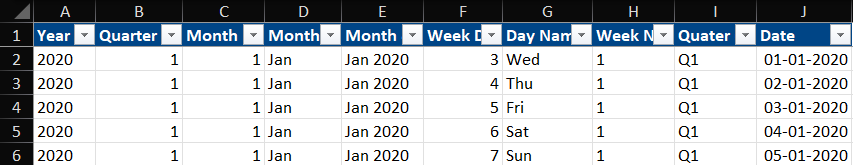 A B C D E F G H I J
1 Year Quarter Month Month Month Week D Day Nam Week N Quater Date
2 2020 1 1 Jan Jan 2020 3 Wed 1 Q1 01-01-2020
3 2020 1 1 Jan Jan 2020 4 Thu 1 Q1 02-01-2020
4 2020 1 1 Jan Jan 2020 5 Fri 1 Q1 03-01-2020
5 2020 1 1 Jan Jan 2020 6 Sat 1 Q1 04-01-2020
6 2020 1 1 Jan Jan 2020 7 Sun 1 Q1 05-01-2020